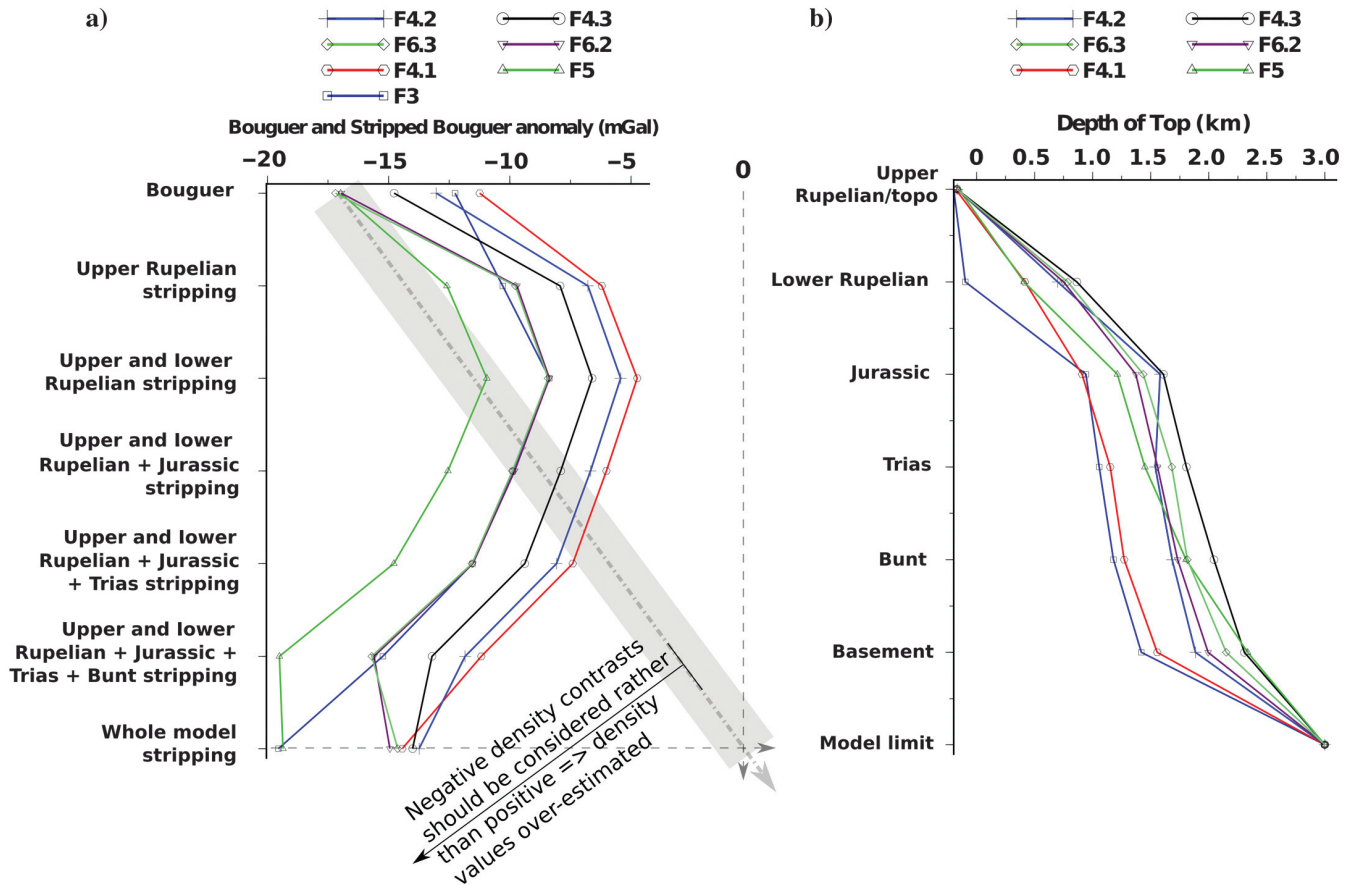 a)
F4.2
F4.3
F6.3
F6.2
F4.1
F5
F3
Bouguer and Stripped Bouguer anomaly (mGal)
−20
−15
−10
−5
0
Bouguer
Upper Rupelian
stripping
Upper and lower
Rupelian stripping
Upper and lower
Rupelian + Jurassic
stripping
Upper and lower
Rupelian + Jurassic
+ Trias stripping
Upper and lower
Rupelian + Jurassic +
Trias + Bunt stripping
Whole model
stripping
Negative density contrasts
should be considered rather
than positive => density
values over-estimated
b)
F4.2
F4.3
F6.3
F6.2
F4.1
F5
Depth of Top (km)
0
0.5
1.0
1.5
2.0
2.5
3.0
Upper
Rupelian/topo
Lower Rupelian
Jurassic
Trias
Bunt
Basement
Model limit